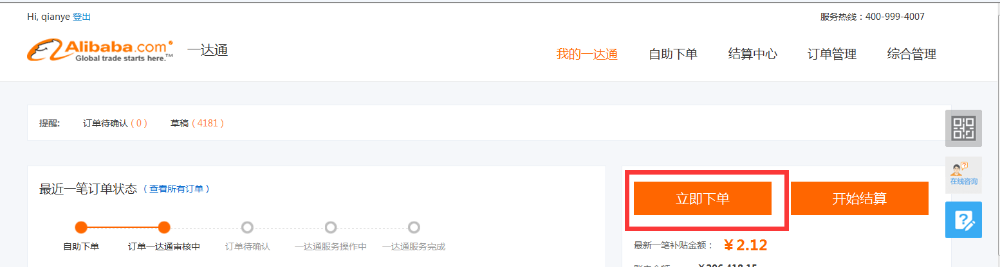 Hi, qianye 登出
服务热线：400-999-4007
Alibaba.com
Global trade starts here.™
一达通
我的一达通 自助下单 结算中心 订单管理 综合管理
提醒: 订单待确认（0） 草稿（4181）
在线咨询
最近一笔订单状态（查看所有订单）
立即下单 开始结算
自助下单 订单一达通审核中 订单待确认 一达通服务操作中 一达通服务完成
最新一笔补贴金额： ¥2.12